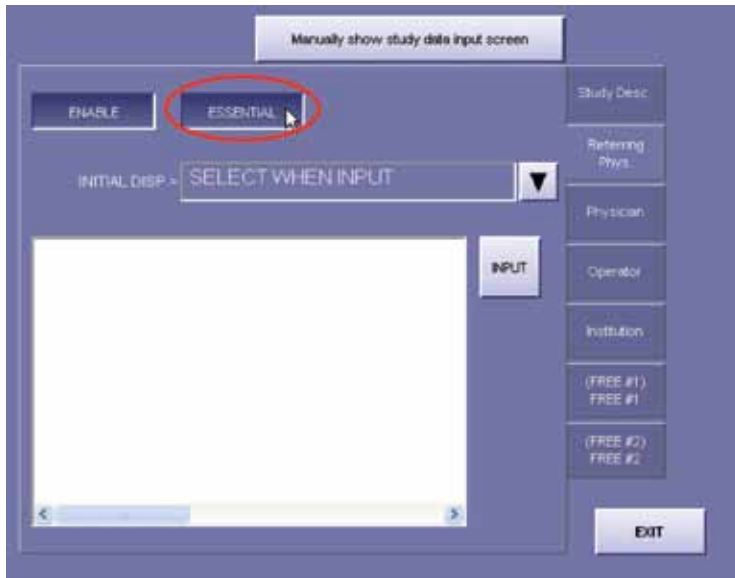 Manually show study data input screen
ENABLE
ESSENTIAL
INITIAL DISP.>
SELECT WHEN INPUT
INPUT
Study Desc
Referring
Phys.
Physician
Operator
Institution
(FREE #1)
FREE #1
(FREE #2)
FREE #2
EXIT